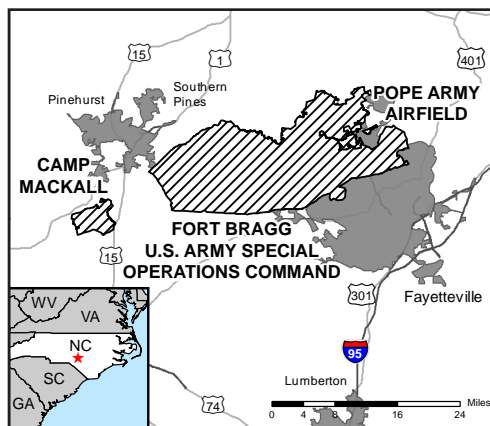 15
1
401
Pinehurst
Southern
Pines
POPE ARMY
AIRFIELD
CAMP
MACKALL
FORT BRAGG
U.S. ARMY SPECIAL
OPERATIONS COMMAND
15
301
Fayetteville
95
Lumberton
74
WV
VA
NC
SC
GA
Miles
0 4 8 16 24